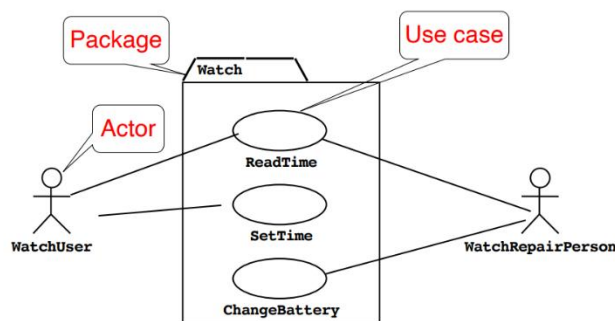 Package
Use case
Watch
Actor
ReadTime
WatchUser
SetTime
WatchRepairPerson
ChangeBattery